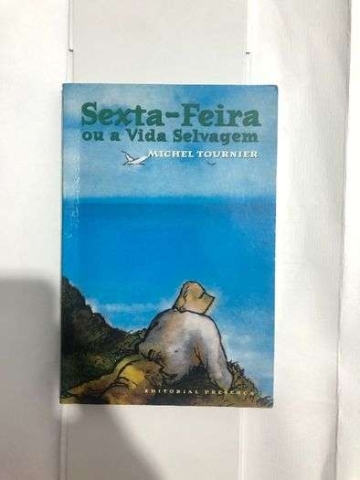 Sexta-Feira
ou a Vida Selvagem
MICHEL TOURNIER
EDITORIAL PRESENÇA